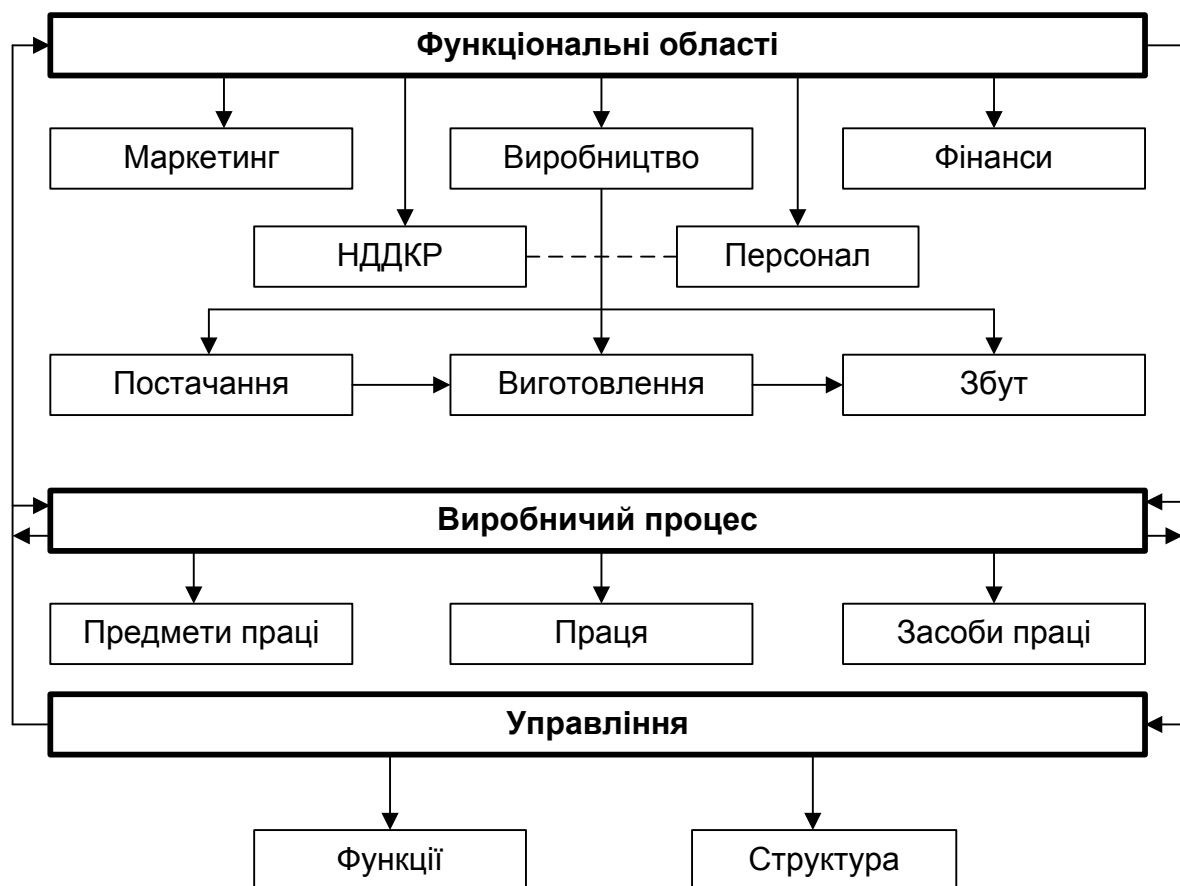 Функціональні області
Маркетинг
Виробництво
Фінанси
НДДКР
Персонал
Постачання
Виготовлення
Збут
Виробничий процес
Предмети праці
Праця
Засоби праці
Управління
Функції
Структура